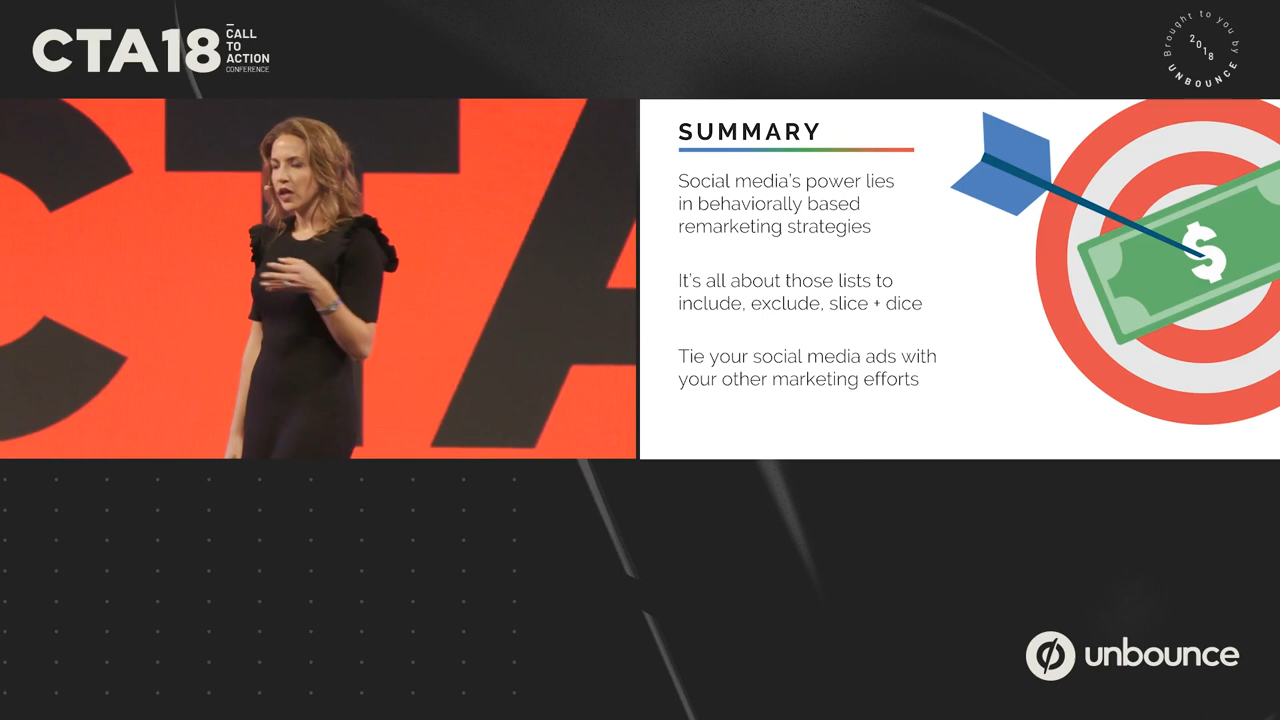 CTA18
CALL
TO
ACTION
CONFERENCE
Brought to you by
2018
UNBOUNCE
CTA
SUMMARY
Social media's power lies
in behaviorally based
remarketing strategies
It's all about those lists to
include, exclude, slice + dice
Tie your social media ads with
your other marketing efforts
$
unbounce